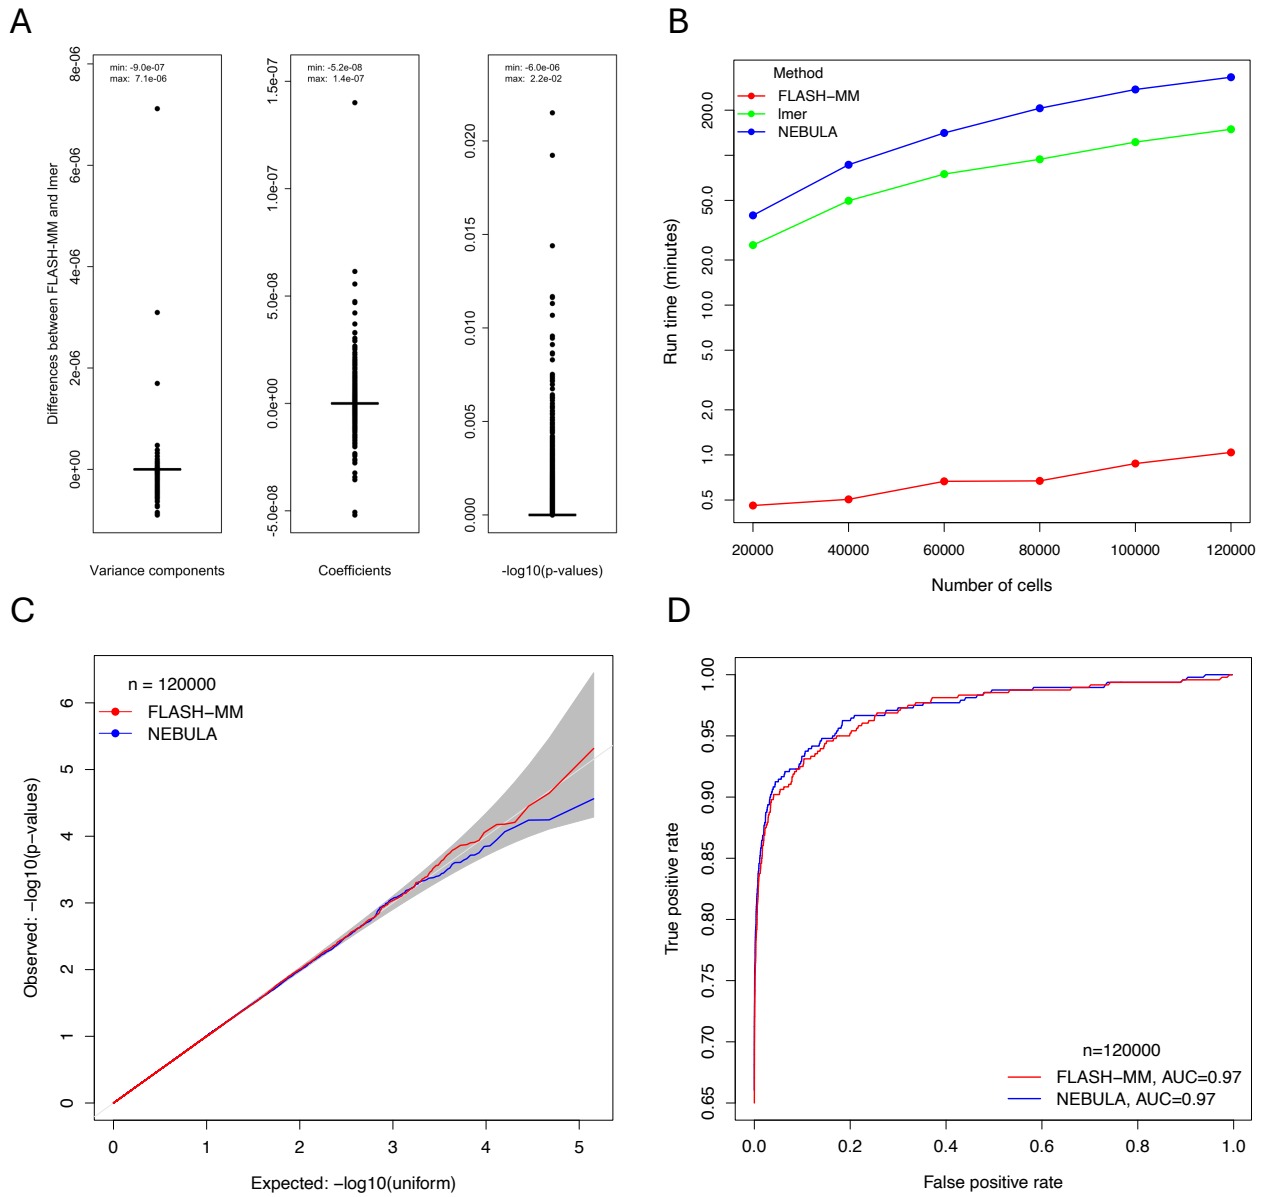 A
Differences between FLASH-MM and lmer
min: -9.0e-07
max: 7.1e-06
8e-06
6e-06
4e-06
2e-06
0e+00
Variance components
min: -5.2e-08
max: 1.4e-07
1.5e-07
1.0e-07
5.0e-08
0.0e+00
-5.0e-08
Coefficients
min: -6.0e-06
max: 2.2e-02
0.020
0.015
0.010
0.005
0.000
-log10(p-values)
B
Run time (minutes)
Method
FLASH−MM
lmer
NEBULA
200.0
50.0
20.0
10.0
5.0
2.0
1.0
0.5
20000 40000 60000 80000 100000 120000
Number of cells
C
Observed: −log10(p−values)
n = 120000
FLASH−MM
NEBULA
6
5
4
3
2
1
0
0 1 2 3 4 5
Expected: −log10(uniform)
D
True positive rate
1.00
0.95
0.90
0.85
0.80
0.75
0.70
0.65
n=120000
FLASH−MM, AUC=0.97
NEBULA, AUC=0.97
0.0 0.2 0.4 0.6 0.8 1.0
False positive rate